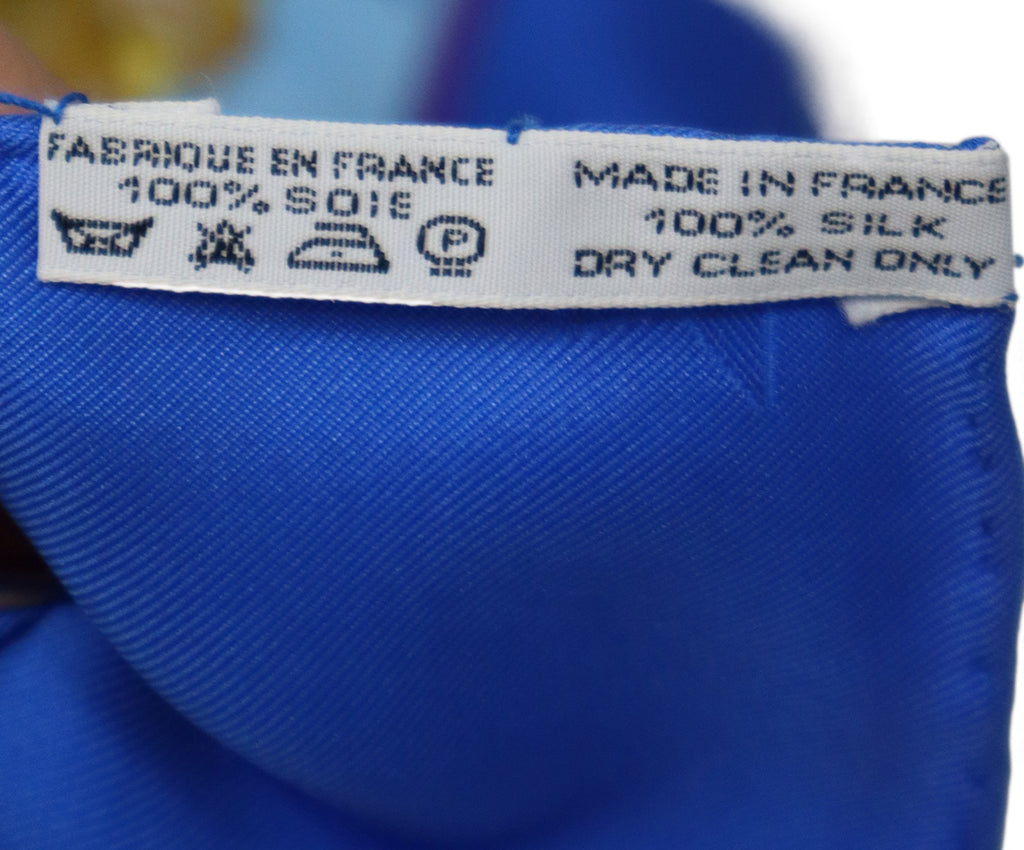 FABRIQUE EN FRANCE
100% SOIE
P
MADE IN FRANCE
100% SILK
DRY CLEAN ONLY